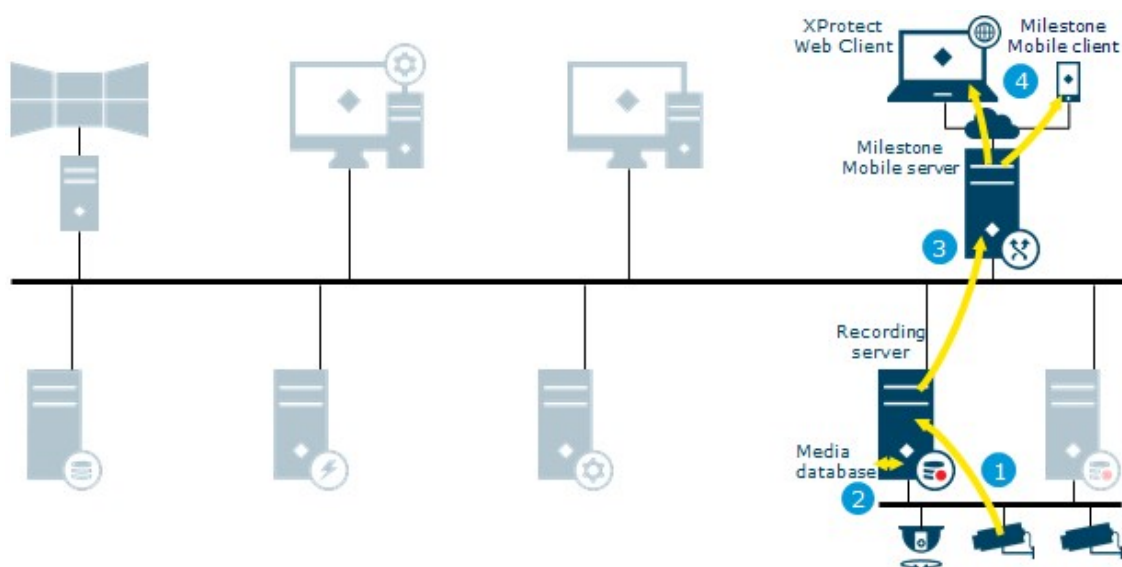 XProtect
Web Client
Milestone
Mobile client
4
Milestone
Mobile server
3
Recording
server
Media
database
2
1